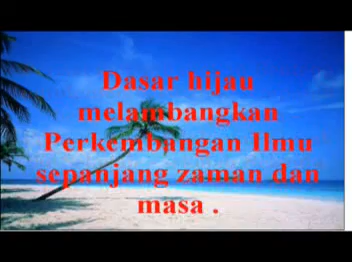 Dasar hijau
melambangkan
Perkembangan Ilmu
sepanjang zaman dan
masa .